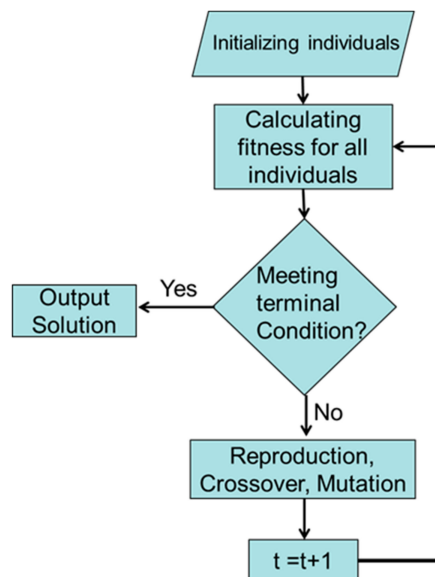 Initializing individuals
Calculating
fitness for all
individuals
Meeting
terminal
Condition?
Yes
Output
Solution
No
Reproduction,
Crossover, Mutation
t =t+1